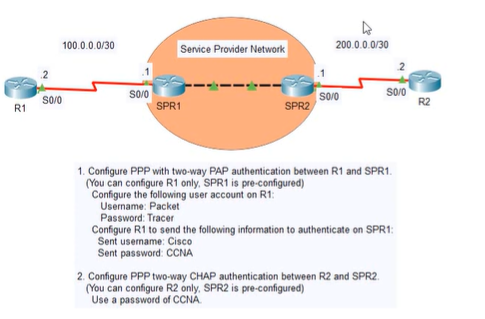 100.0.0.0/30
Service Provider Network
200.0.0.0/30
.2
.1
.1
.2
S0/0
S0/0
S0/0
S0/0
R1
SPR1
SPR2
R2
1. Configure PPP with two-way PAP authentication between R1 and SPR1.
(You can configure R1 only, SPR1 is pre-configured)
Configure the following user account on R1:
Username: Packet
Password: Tracer
Configure R1 to send the following information to authenticate on SPR1:
Sent username: Cisco
Sent password: CCNA
2. Configure PPP two-way CHAP authentication between R2 and SPR2.
(You can configure R2 only, SPR2 is pre-configured)
Use a password of CCNA.